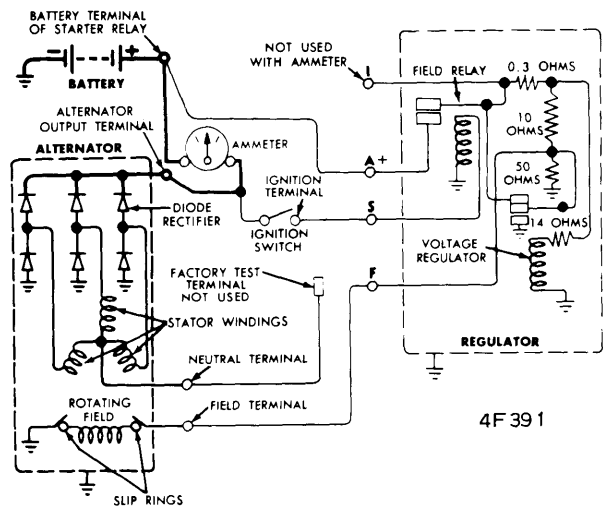 BATTERY TERMINAL
OF STARTER RELAY
− +
BATTERY
ALTERNATOR
OUTPUT TERMINAL
ALTERNATOR
AMMETER
NOT USED
WITH AMMETER
I
FIELD RELAY
0.3 OHMS
10
OHMS
50
OHMS
14 OHMS
A +
IGNITION
TERMINAL
S
IGNITION
SWITCH
DIODE
RECTIFIER
VOLTAGE
REGULATOR
FACTORY TEST
TERMINAL
NOT USED
F
STATOR WINDINGS
REGULATOR
NEUTRAL TERMINAL
ROTATING
FIELD
FIELD TERMINAL
SLIP RINGS
4F391